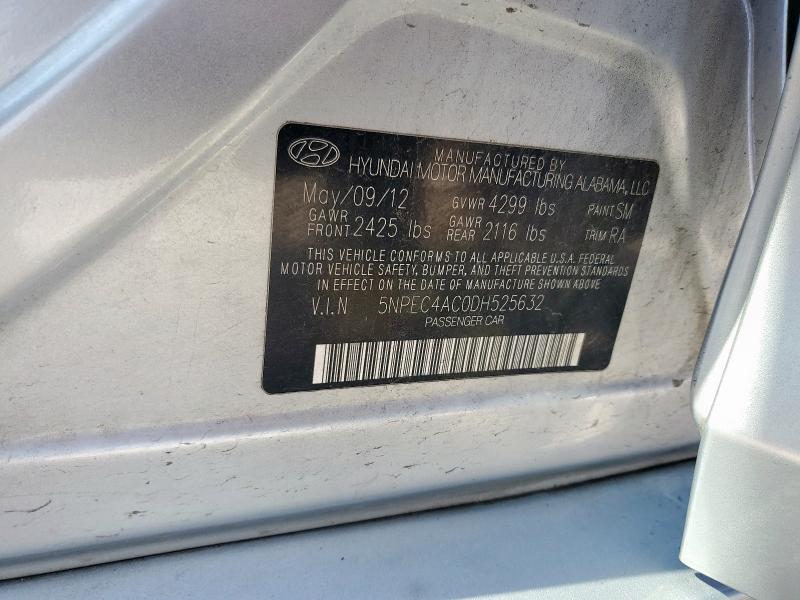 MANUFACTURED BY
HYUNDAI MOTOR MANUFACTURING ALABAMA, LLC
May/09/12 GVWR 4299 lbs PAINT SM
GAWR FRONT 2425 lbs GAWR REAR 2116 lbs TRIM RA
THIS VEHICLE CONFORMS TO ALL APPLICABLE U.S.A. FEDERAL
MOTOR VEHICLE SAFETY, BUMPER, AND THEFT PREVENTION STANDARDS
IN EFFECT ON THE DATE OF MANUFACTURE SHOWN ABOVE
V.I.N 5NPEC4AC0DH525632
PASSENGER CAR